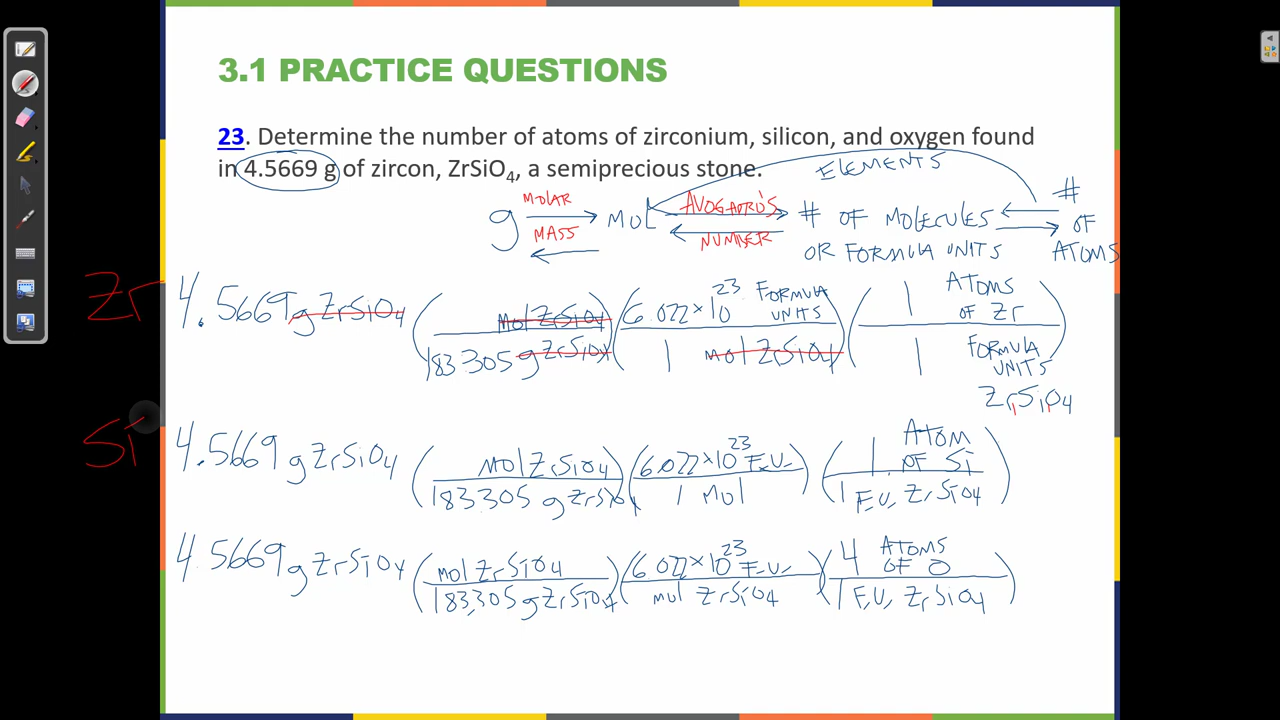 3.1 PRACTICE QUESTIONS
23. Determine the number of atoms of zirconium, silicon, and oxygen found
in 4.5669 g of zircon, ZrSiO₄, a semiprecious stone.
ELEMENTS
g MOLAR MASS MOL AVOGADRO'S NUMBER # OF MOLECULES OR FORMULA UNITS # OF ATOMS
Zr 4.5669g ZrSiO4 (mol ZrSiO4 / 183.305 g ZrSiO4) (6.022×10^23 FORMULA UNITS / 1 mol ZrSiO4) (1 ATOMS OF Zr / 1 FORMULA UNITS ZrSiO4)
Si 4.5669 g ZrSiO4 (mol ZrSiO4 / 183.305 g ZrSiO4) (6.022×10^23 F.U. / 1 Mol) (1 ATOM OF Si / 1 F.U. ZrSiO4)
4.5669 g ZrSiO4 (mol ZrSiO4 / 183.305 g ZrSiO4) (6.022×10^23 F.U. / mol ZrSiO4) (4 ATOMS OF O / 1 F.U. ZrSiO4)